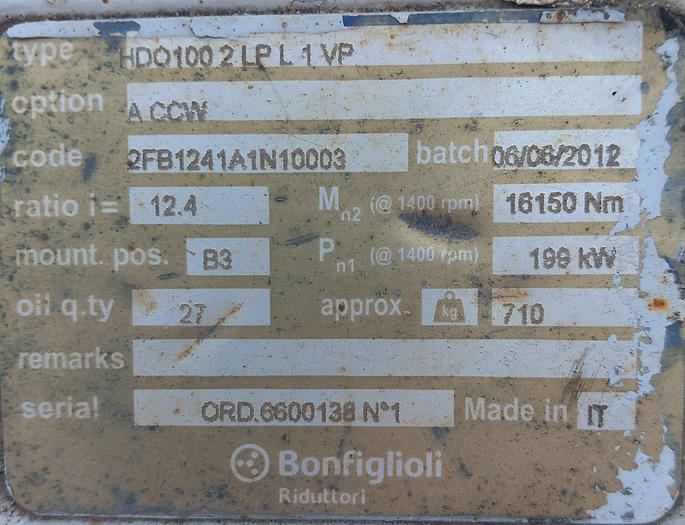 type HDO100 2 LP L 1 VP
option A CCW
code 2FB1241A1N10003 batch 06/06/2012
ratio i= 12.4 Mn2 (@ 1400 rpm) 16150 Nm
mount. pos. B3 Pn1 (@ 1400 rpm) 199 kW
oil q.ty 27 approx kg 710
remarks
serial ORD.6600138 N°1 Made in IT
Bonfiglioli
Riduttori